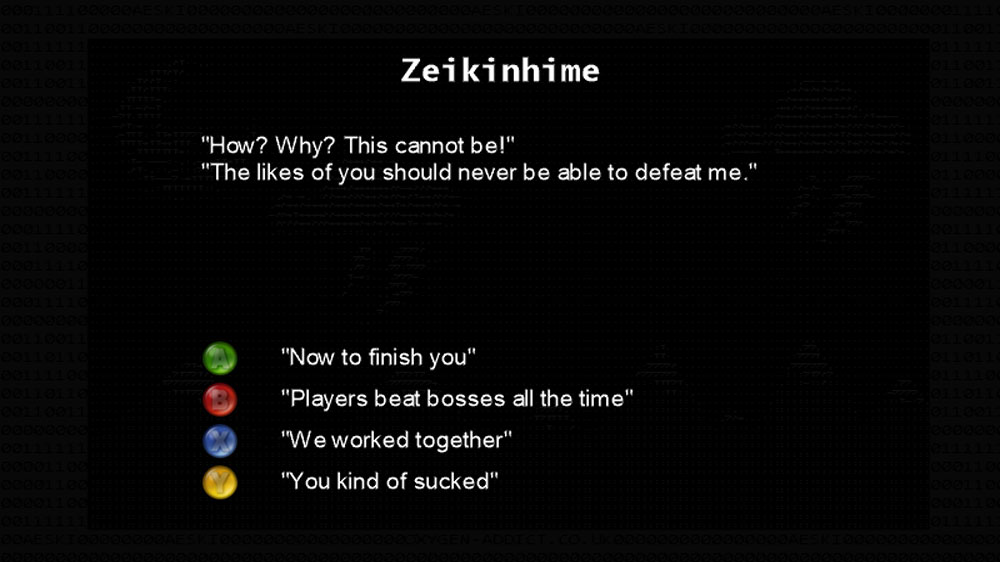 Zeikinhime
"How? Why? This cannot be!"
"The likes of you should never be able to defeat me."
A "Now to finish you"
B "Players beat bosses all the time"
X "We worked together"
Y "You kind of sucked"